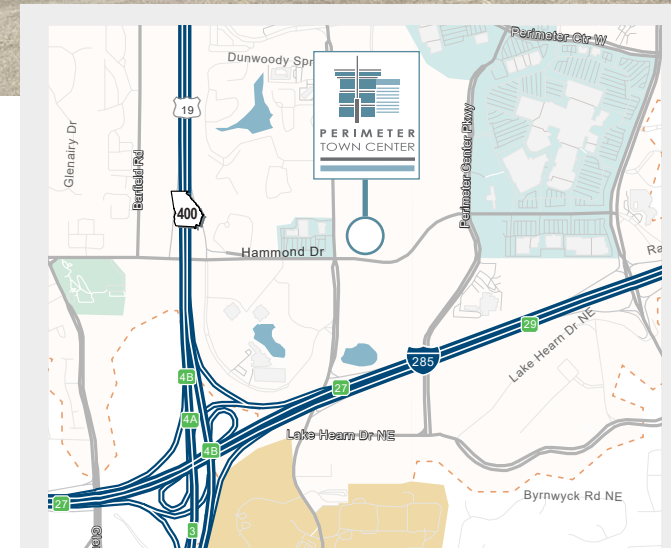 Perimeter Ctr W
Dunwoody Spr
19
PERIMETER
TOWN CENTER
Glenairy Dr
Barfield Rd
Perimeter Center Pkwy
400
Hammond Dr
Ra
29
285
Lake Hearn Dr NE
4B
27
4A
Lake Hearn Dr NE
4B
27
Byrnwyck Rd NE
3